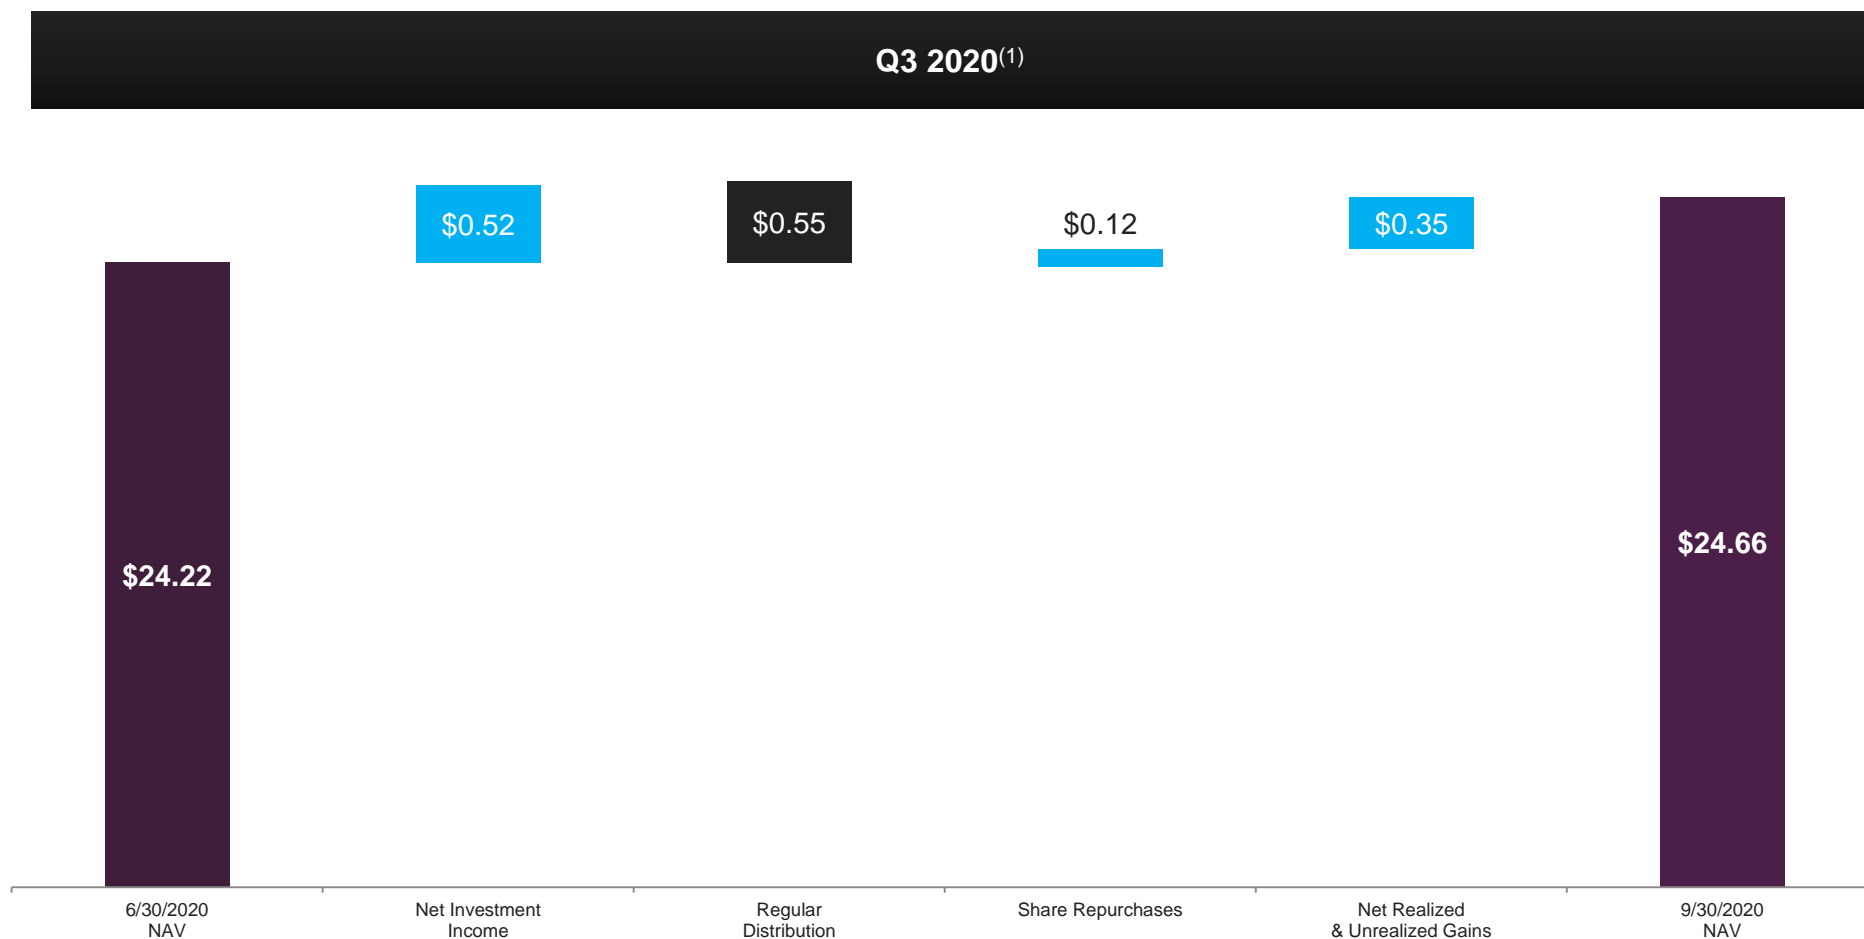 Q3 2020(1)
$0.52
$0.55
$0.12
$0.35
$24.22
$24.66
6/30/2020
NAV
Net Investment
Income
Regular
Distribution
Share Repurchases
Net Realized
& Unrealized Gains
9/30/2020
NAV